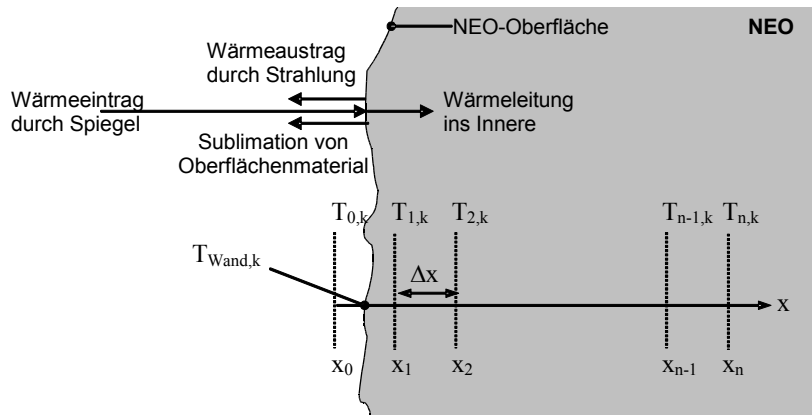 NEO-Oberfläche
NEO
Wärmeaustrag
durch Strahlung
Wärmeeintrag
durch Spiegel
Wärmeleitung
ins Innere
Sublimation von
Oberflächenmaterial
T0,k T1,k T2,k Tn-1,k Tn,k
TWand,k
Δx
x
x0 x1 x2 xn-1 xn